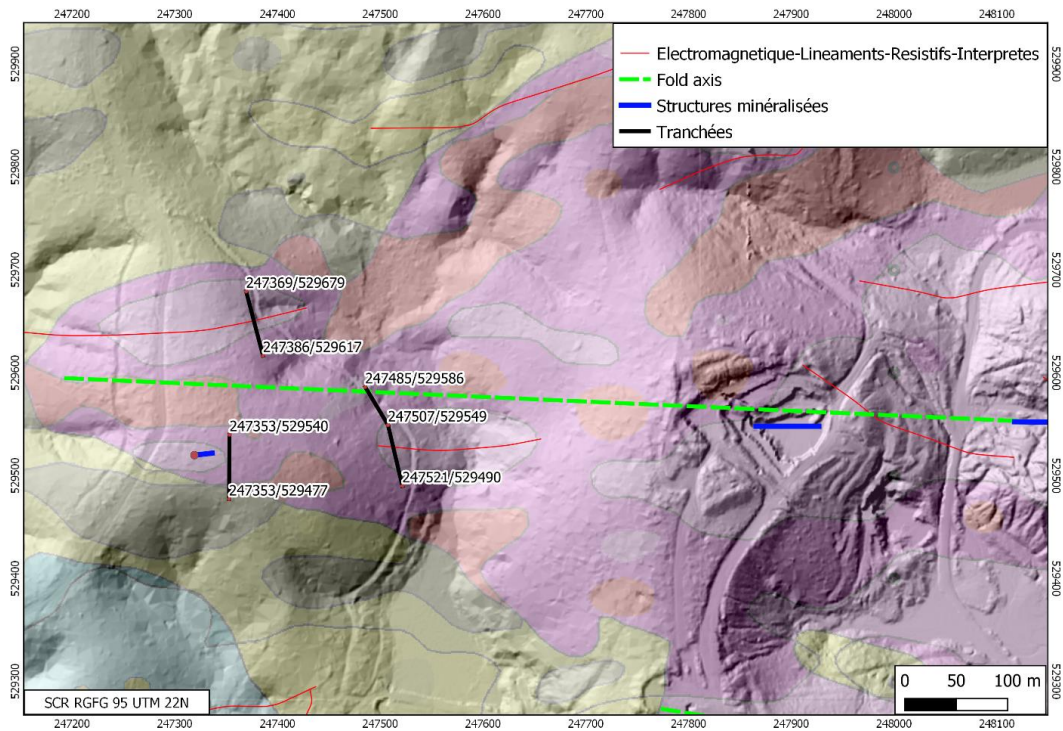 247200 247300 247400 247500 247600 247700 247800 247900 248000 248100
529900
529900
Electromagnetique-Lineaments-Resistifs-Interpretes
Fold axis
Structures minéralisées
Tranchées
529800
529800
529700
529700
247369/529679
247386/529617
529600
529600
247485/529586
247507/529549
247353/529540
247521/529490
247353/529477
529500
529500
529400
529400
529300
529300
SCR RGFG 95 UTM 22N
0 50 100 m
247200 247300 247400 247500 247600 247700 247800 247900 248000 248100